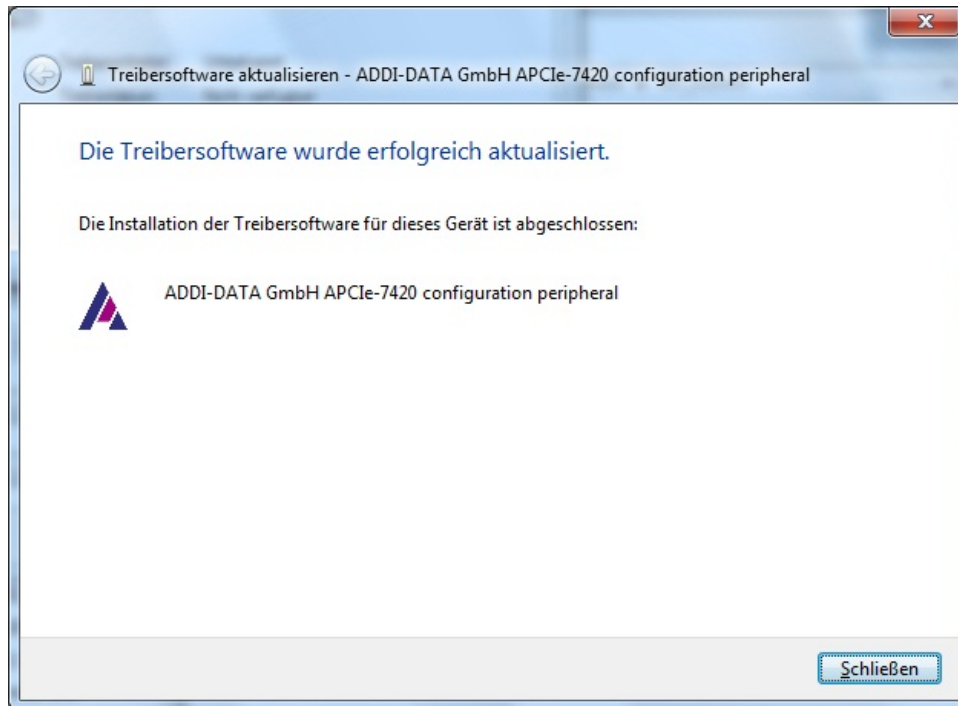 Treibersoftware aktualisieren - ADDI-DATA GmbH APCIe-7420 configuration peripheral
Die Treibersoftware wurde erfolgreich aktualisiert.
Die Installation der Treibersoftware für dieses Gerät ist abgeschlossen:
ADDI-DATA GmbH APCIe-7420 configuration peripheral
Schließen